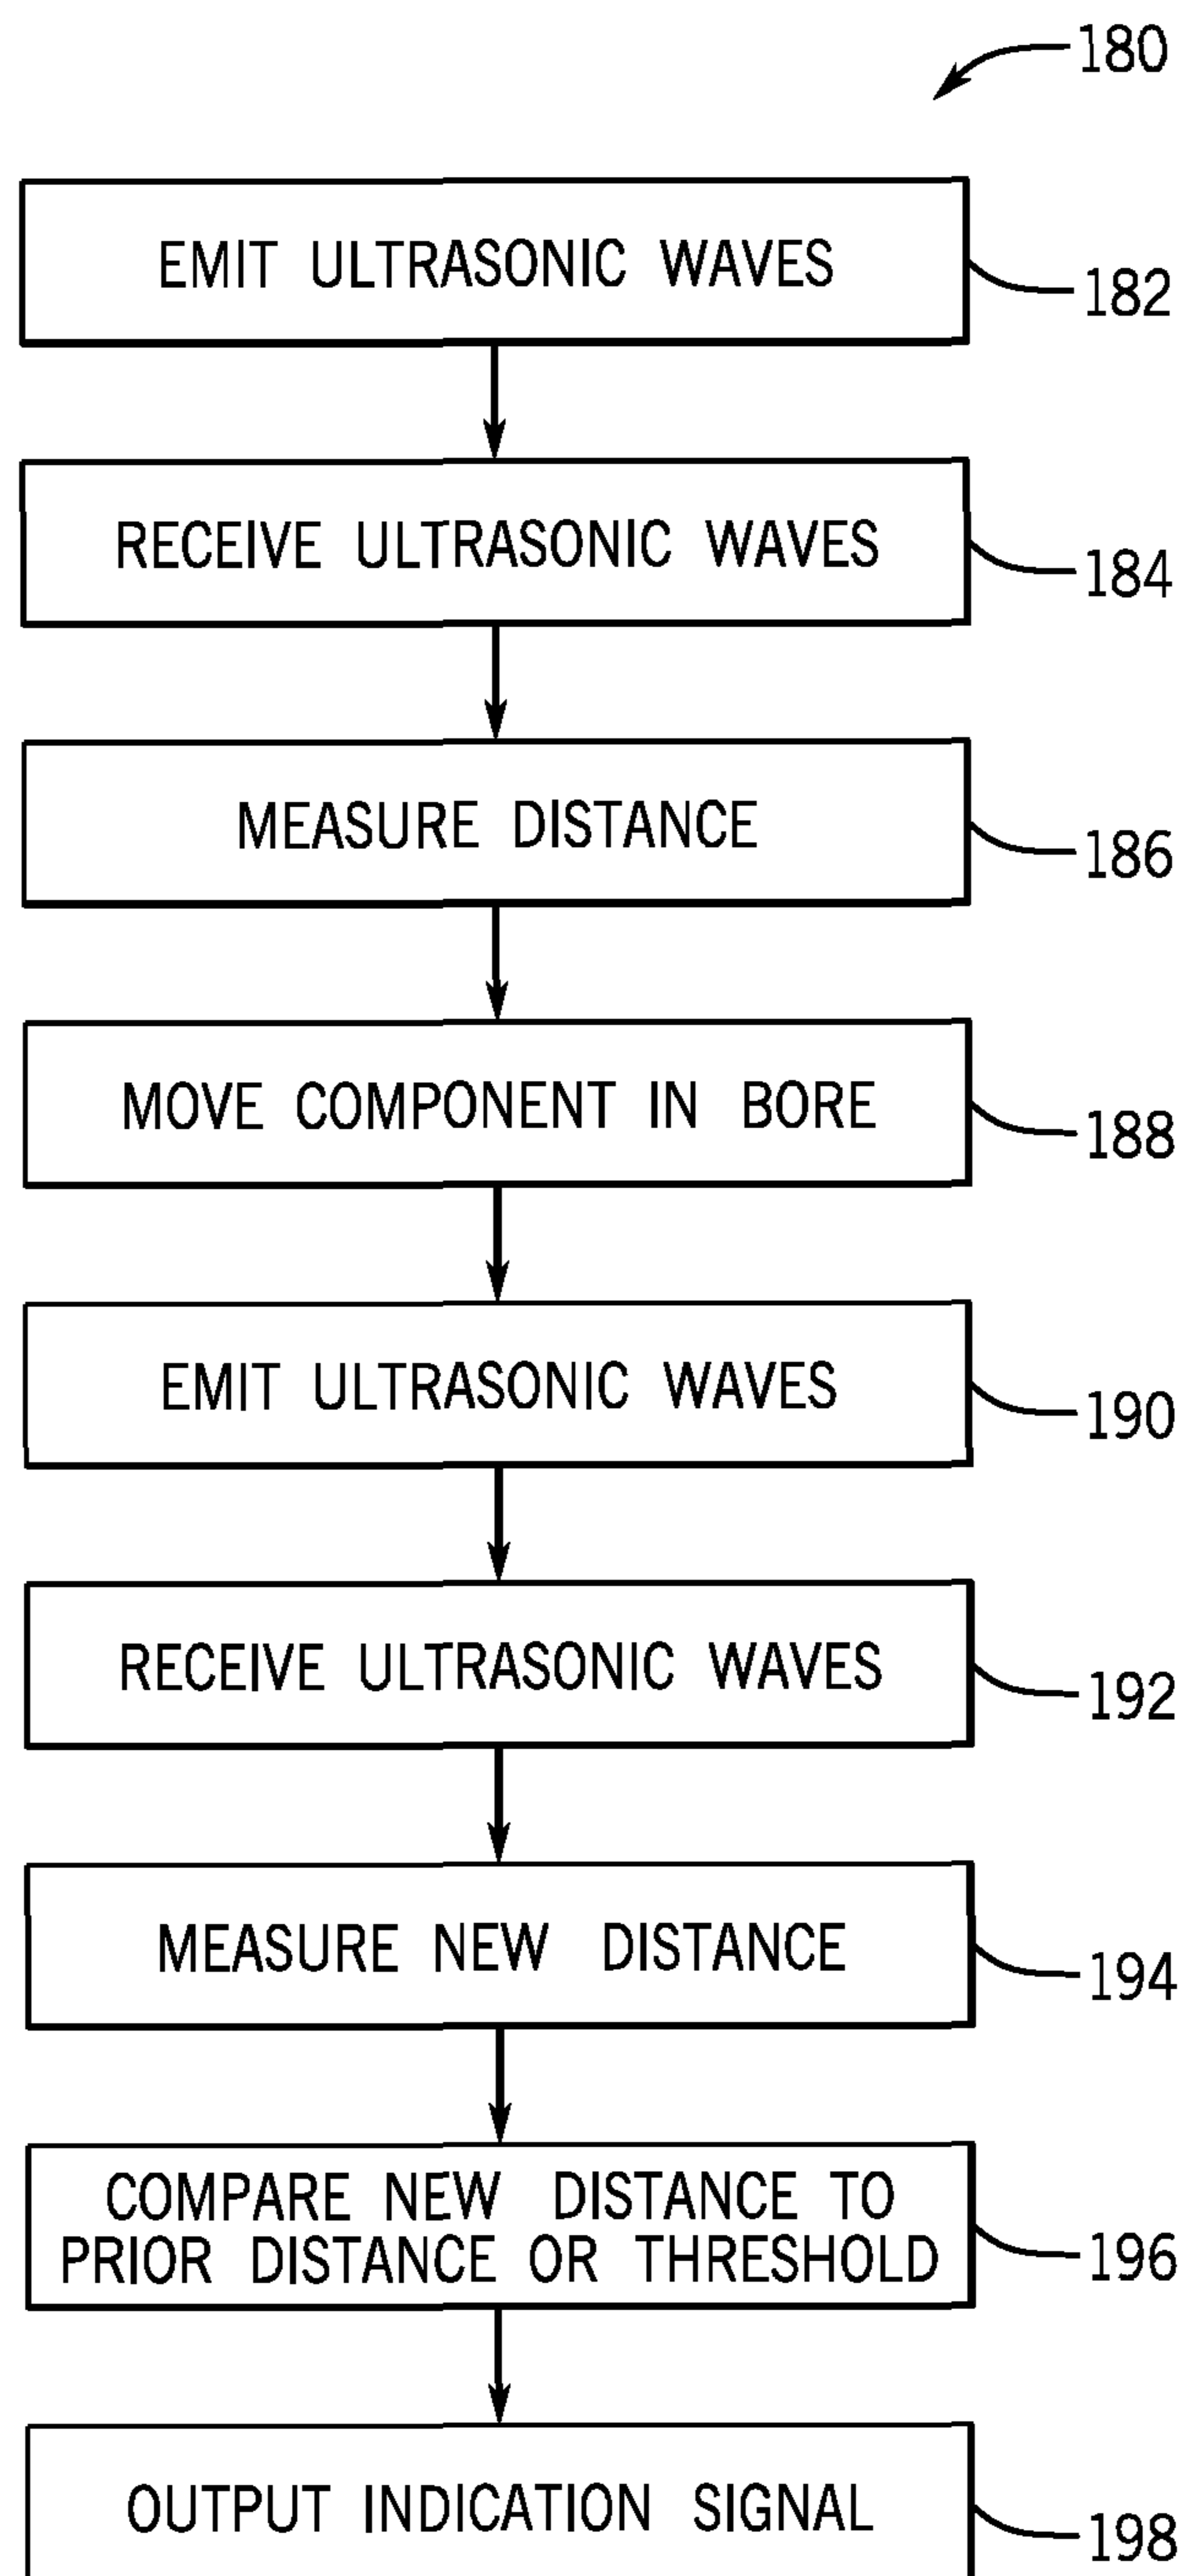 180
EMIT ULTRASONIC WAVES
182
RECEIVE ULTRASONIC WAVES
184
MEASURE DISTANCE
186
MOVE COMPONENT IN BORE
188
EMIT ULTRASONIC WAVES
190
RECEIVE ULTRASONIC WAVES
192
MEASURE NEW DISTANCE
194
COMPARE NEW DISTANCE TO
PRIOR DISTANCE OR THRESHOLD
196
OUTPUT INDICATION SIGNAL
198